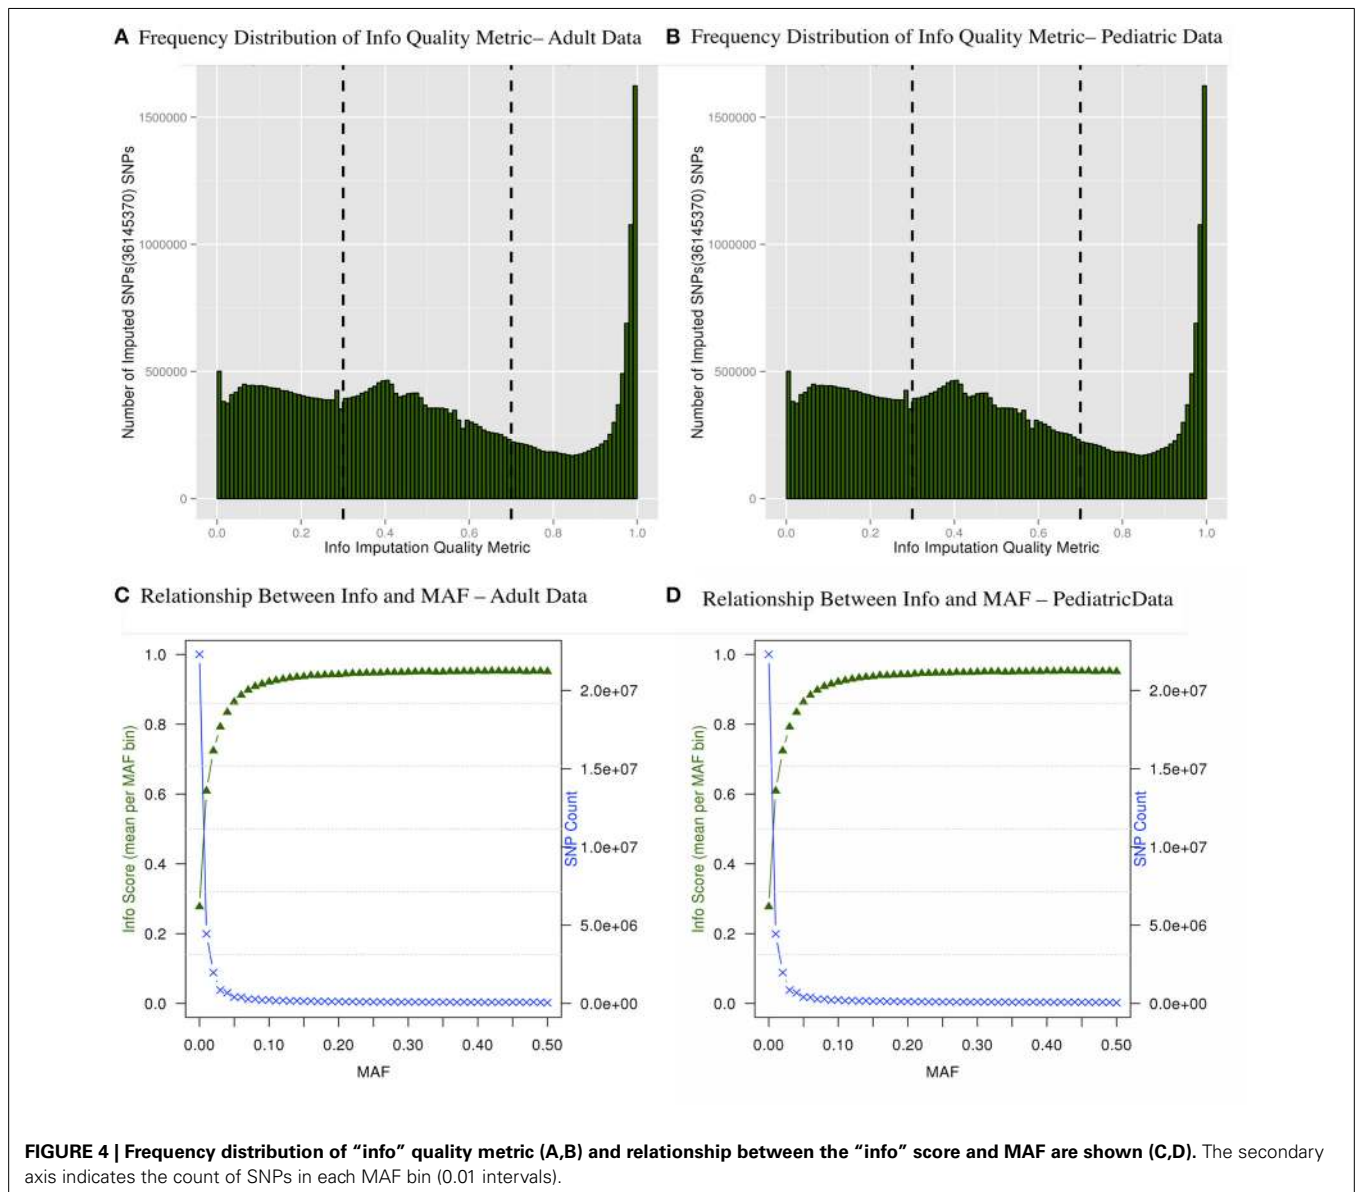 A Frequency Distribution of Info Quality Metric– Adult Data
B Frequency Distribution of Info Quality Metric– Pediatric Data
Number of Imputed SNPs(36145370) SNPs
1500000
1000000
500000
0
0.0 0.2 0.4 0.6 0.8 1.0
Info Imputation Quality Metric
Number of Imputed SNPs(36145370) SNPs
1500000
1000000
500000
0
0.0 0.2 0.4 0.6 0.8 1.0
Info Imputation Quality Metric
C Relationship Between Info and MAF – Adult Data
D Relationship Between Info and MAF – PediatricData
Info Score (mean per MAF bin)
1.0
0.8
0.6
0.4
0.2
0.0
2.0e+07
1.5e+07
1.0e+07
5.0e+06
0.0e+00
SNP Count
0.00 0.10 0.20 0.30 0.40 0.50
MAF
Info Score (mean per MAF bin)
1.0
0.8
0.6
0.4
0.2
0.0
2.0e+07
1.5e+07
1.0e+07
5.0e+06
0.0e+00
SNP Count
0.00 0.10 0.20 0.30 0.40 0.50
MAF
FIGURE 4 | Frequency distribution of “info” quality metric (A,B) and relationship between the “info” score and MAF are shown (C,D). The secondary
axis indicates the count of SNPs in each MAF bin (0.01 intervals).